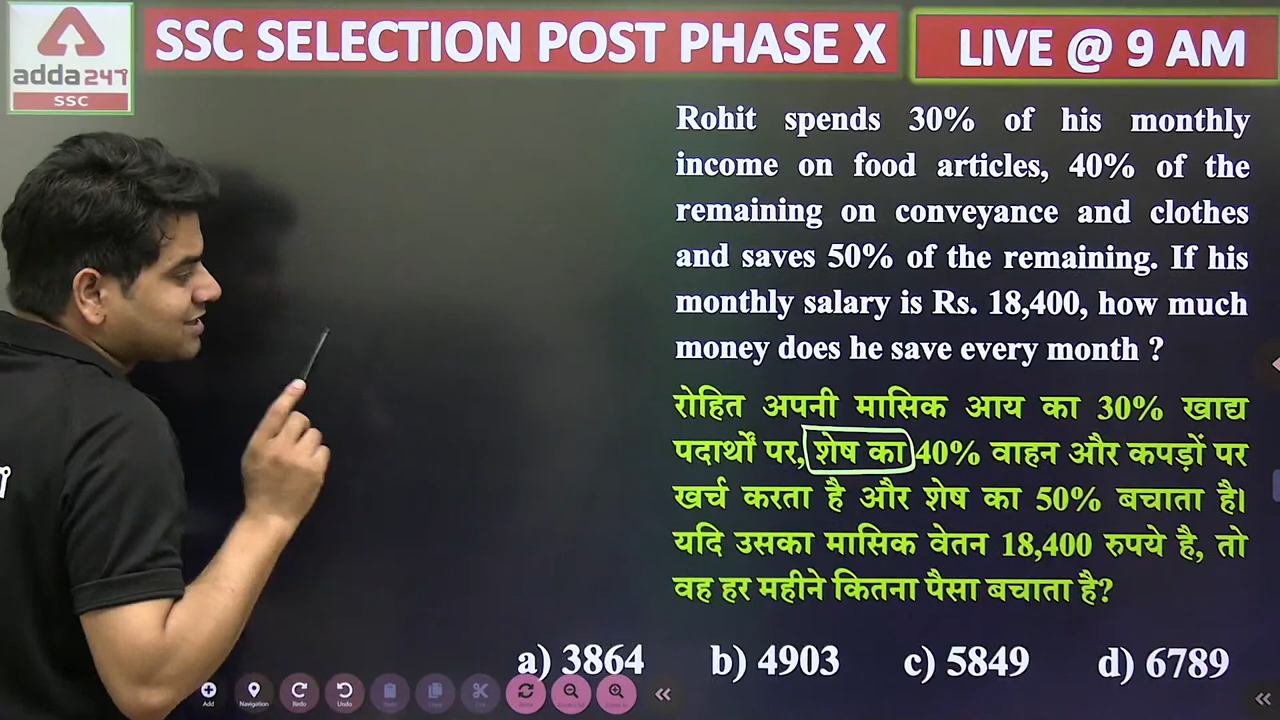 adda247
SSC
SSC SELECTION POST PHASE X
LIVE @ 9 AM
Rohit spends 30% of his monthly
income on food articles, 40% of the
remaining on conveyance and clothes
and saves 50% of the remaining. If his
monthly salary is Rs. 18,400, how much
money does he save every month ?
रोहित अपनी मासिक आय का 30% खाद्य
पदार्थों पर, शेष का 40% वाहन और कपड़ों पर
खर्च करता है और शेष का 50% बचाता है।
यदि उसका मासिक वेतन 18,400 रुपये है, तो
वह हर महीने कितना पैसा बचाता है?
a) 3864 b) 4903 c) 5849 d) 6789
Add Navigation Redo Undo